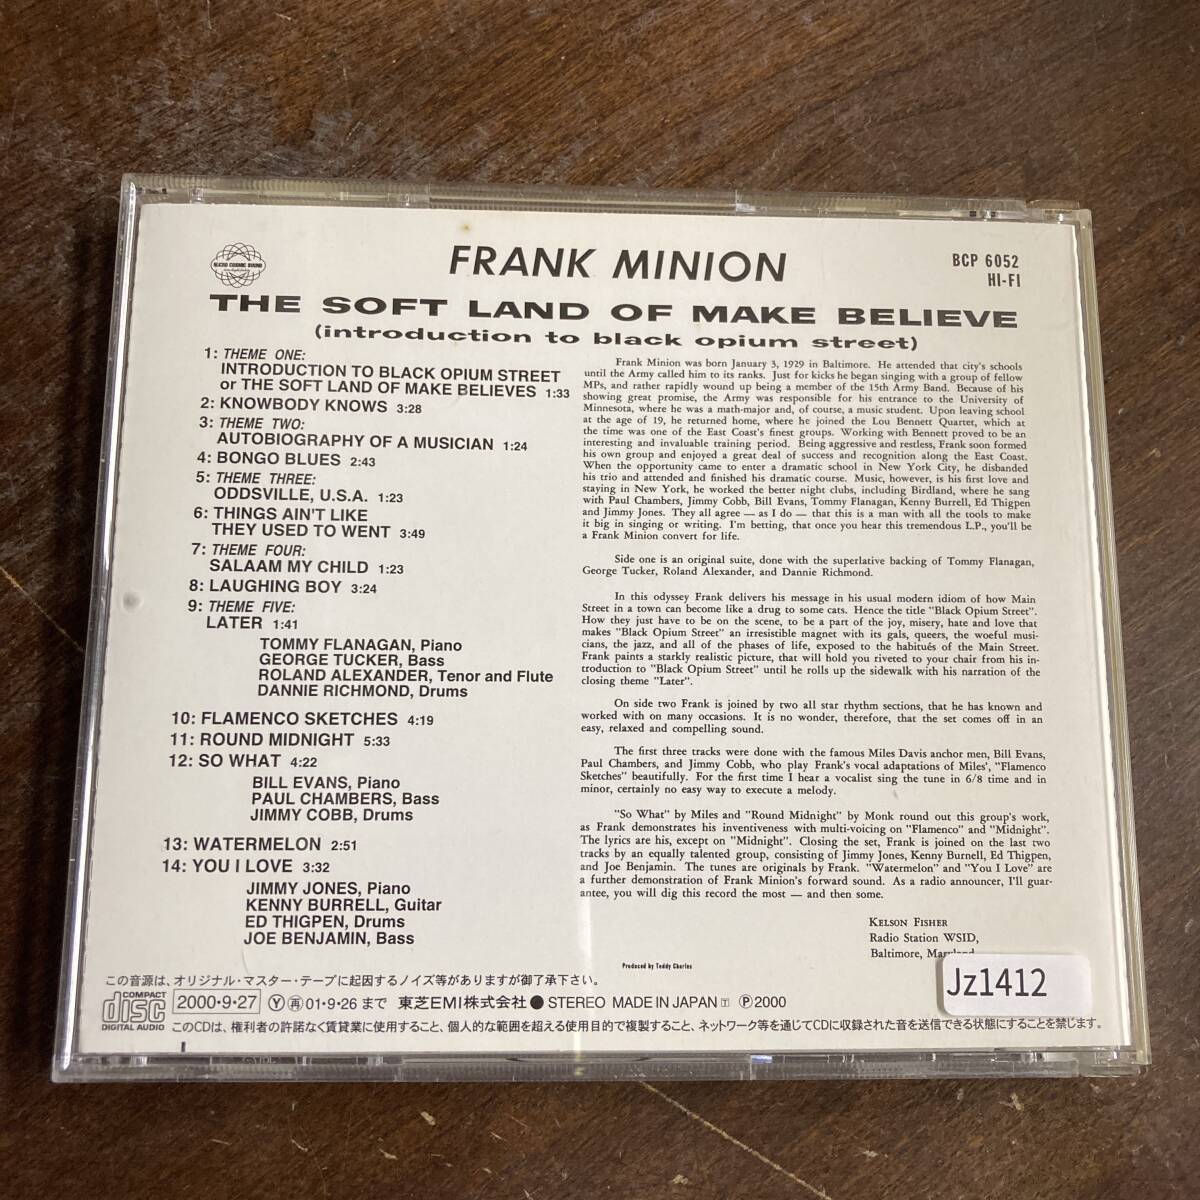 MICRO COSMIC SOUND
FRANK MINION
BCP 6052
HI-FI
THE SOFT LAND OF MAKE BELIEVE
(introduction to black opium street)
1: THEME ONE:
INTRODUCTION TO BLACK OPIUM STREET
or THE SOFT LAND OF MAKE BELIEVES 1:33
2: KNOWBODY KNOWS 3:28
3: THEME TWO:
AUTOBIOGRAPHY OF A MUSICIAN 1:24
4: BONGO BLUES 2:43
5: THEME THREE:
ODDSVILLE, U.S.A. 1:23
6: THINGS AIN'T LIKE
THEY USED TO WENT 3:49
7: THEME FOUR:
SALAAM MY CHILD 1:23
8: LAUGHING BOY 3:24
9: THEME FIVE:
LATER 1:41
TOMMY FLANAGAN, Piano
GEORGE TUCKER, Bass
ROLAND ALEXANDER, Tenor and Flute
DANNIE RICHMOND, Drums
10: FLAMENCO SKETCHES 4:19
11: ROUND MIDNIGHT 5:33
12: SO WHAT 4:22
BILL EVANS, Piano
PAUL CHAMBERS, Bass
JIMMY COBB, Drums
13: WATERMELON 2:51
14: YOU I LOVE 3:32
JIMMY JONES, Piano
KENNY BURRELL, Guitar
ED THIGPEN, Drums
JOE BENJAMIN, Bass
Frank Minion was born January 3, 1929 in Baltimore. He attended that city's schools
until the Army called him to its ranks. Just for kicks he began singing with a group of fellow
MPs, and rather rapidly wound up being a member of the 15th Army Band. Because of his
showing great promise, the Army was responsible for his entrance to the University of
Minnesota, where he was a math-major and, of course, a music student. Upon leaving school
at the age of 19, he returned home, where he joined the Lou Bennett Quartet, which at
the time was one of the East Coast's finest groups. Working with Bennett proved to be an
interesting and invaluable training period. Being aggressive and restless, Frank soon formed
his own group and enjoyed a great deal of success and recognition along the East Coast.
When the opportunity came to enter a dramatic school in New York City, he disbanded
his trio and attended and finished his dramatic course. Music, however, is his first love and
staying in New York, he worked the better night clubs, including Birdland, where he sang
with Paul Chambers, Jimmy Cobb, Bill Evans, Tommy Flanagan, Kenny Burrell, Ed Thigpen
and Jimmy Jones. They all agree — as I do — that this is a man with all the tools to make
it big in singing or writing. I'm betting, that once you hear this tremendous L.P., you'll be
a Frank Minion convert for life.
Side one is an original suite, done with the superlative backing of Tommy Flanagan,
George Tucker, Roland Alexander, and Dannie Richmond.
In this odyssey Frank delivers his message in his usual modern idiom of how Main
Street in a town can become like a drug to some cats. Hence the title "Black Opium Street".
How they just have to be on the scene, to be a part of the joy, misery, hate and love that
makes "Black Opium Street" an irresistible magnet with its gals, queers, the woeful musi-
cians, the jazz, and all of the phases of life, exposed to the habitués of the Main Street.
Frank paints a starkly realistic picture, that will hold you riveted to your chair from his in-
troduction to "Black Opium Street" until he rolls up the sidewalk with his narration of the
closing theme "Later".
On side two Frank is joined by two all star rhythm sections, that he has known and
worked with on many occasions. It is no wonder, therefore, that the set comes off in an
easy, relaxed and compelling sound.
The first three tracks were done with the famous Miles Davis anchor men, Bill Evans,
Paul Chambers, and Jimmy Cobb, who play Frank's vocal adaptations of Miles', "Flamenco
Sketches" beautifully. For the first time I hear a vocalist sing the tune in 6/8 time and in
minor, certainly no easy way to execute a melody.
"So What" by Miles and "Round Midnight" by Monk round out this group's work,
as Frank demonstrates his inventiveness with multi-voicing on "Flamenco" and "Midnight".
The lyrics are his, except on "Midnight". Closing the set, Frank is joined on the last two
tracks by an equally talented group, consisting of Jimmy Jones, Kenny Burnell, Ed Thigpen,
and Joe Benjamin. The tunes are originals by Frank. "Watermelon" and "You I Love" are
a further demonstration of Frank Minion's forward sound. As a radio announcer, I'll guar-
antee, you will dig this record the most — and then some.
KELSON FISHER
Radio Station WSID,
Baltimore, Maryland
Produced by Teddy Charles
Jz1412
この音源は、オリジナル・マスター・テープに起因するノイズ等がありますが御了承下さい。
COMPACT disc DIGITAL AUDIO 2000・9・27 Ⓨ㊢01・9・26まで 東芝EMI株式会社●STEREO MADE IN JAPAN Ⓣ Ⓟ2000
このCDは、権利者の許諾なく賃貸業に使用すること、個人的な範囲を超える使用目的で複製すること、ネットワーク等を通じてCDに収録された音を送信できる状態にすることを禁じます。